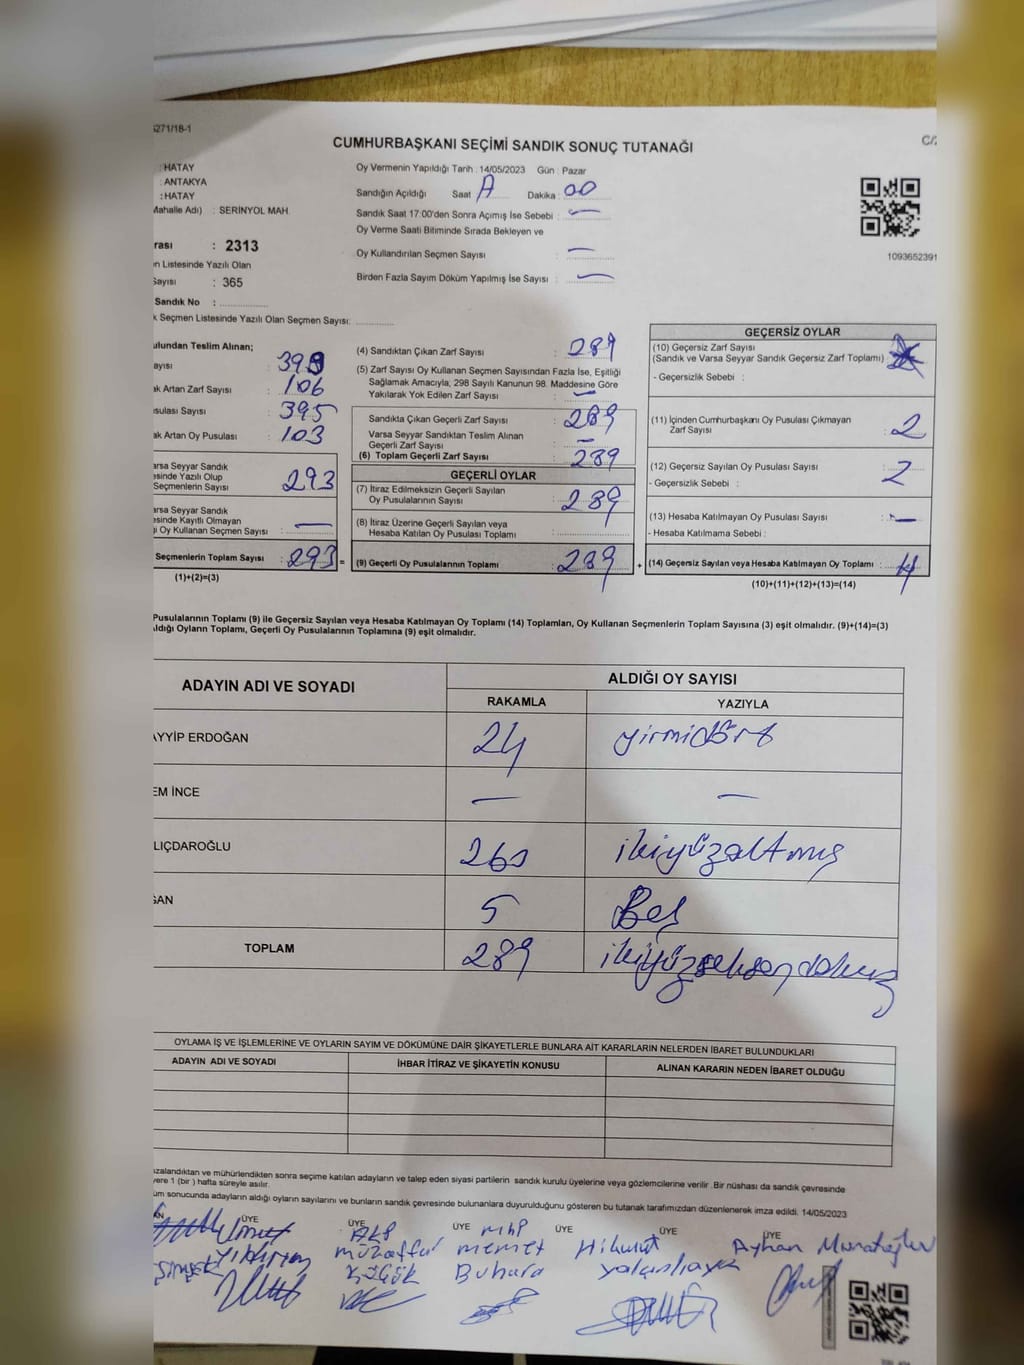 5271/18-1
CUMHURBAŞKANI SEÇİMİ SANDIK SONUÇ TUTANAĞI
C/2
: HATAY
: ANTAKYA
: HATAY
Mahalle Adı) : SERİNYOL MAH.
Oy Vermenin Yapıldığı Tarih : 14/05/2023 Gün : Pazar
Sandığın Açıldığı Saat Dakika : 00
Sandık Saat 17:00'den Sonra Açımış İse Sebebi : —
Oy Verme Saati Bitiminde Sırada Bekleyen ve
Oy Kullandırılan Seçmen Sayısı : —
Birden Fazla Sayım Döküm Yapılmış İse Sayısı : —
1093652391
rası : 2313
n Listesinde Yazılı Olan
Sayısı : 365
Sandık No :
k Seçmen Listesinde Yazılı Olan Seçmen Sayısı:
ulundan Teslim Alınan;
ayısı
ak Artan Zarf Sayısı 106
usulası Sayısı 395
ak Artan Oy Pusulası : 103
arsa Seyyar Sandık
esinde Yazılı Olup
Seçmenlerin Sayısı : 293
arsa Seyyar Sandık
esinde Kayıtlı Olmayan
i Oy Kullanan Seçmen Sayısı : —
Seçmenlerin Toplam Sayısı : 293 =
(1)+(2)=(3)
(4) Sandıktan Çıkan Zarf Sayısı : 289
(5) Zarf Sayısı Oy Kullanan Seçmen Sayısından Fazla İse, Eşitliği
Sağlamak Amacıyla, 298 Sayılı Kanunun 98. Maddesine Göre
Yakılarak Yok Edilen Zarf Sayısı : —
Sandıkta Çıkan Geçerli Zarf Sayısı : 289
Varsa Seyyar Sandıktan Teslim Alınan
Geçerli Zarf Sayısı : —
(6) Toplam Geçerli Zarf Sayısı : 289
GEÇERLİ OYLAR
(7) İtiraz Edilmeksizin Geçerli Sayılan
Oy Pusulalarının Sayısı : 289
(8) İtiraz Üzerine Geçerli Sayılan veya
Hesaba Katılan Oy Pusulası Toplamı :
(9) Geçerli Oy Pusulalarının Toplamı : 289 +
GEÇERSİZ OYLAR
(10) Geçersiz Zarf Sayısı
(Sandık ve Varsa Seyyar Sandık Geçersiz Zarf Toplamı) :
- Geçersizlik Sebebi :
(11) İçinden Cumhurbaşkanı Oy Pusulası Çıkmayan
Zarf Sayısı : 2
(12) Geçersiz Sayılan Oy Pusulası Sayısı : 2
- Geçersizlik Sebebi :
(13) Hesaba Katılmayan Oy Pusulası Sayısı : —
- Hesaba Katılmama Sebebi :
(14) Geçersiz Sayılan veya Hesaba Katılmayan Oy Toplamı : 4
(10)+(11)+(12)+(13)=(14)
Pusulalarının Toplamı (9) ile Geçersiz Sayılan veya Hesaba Katılmayan Oy Toplamı (14) Toplamları, Oy Kullanan Seçmenlerin Toplam Sayısına (3) eşit olmalıdır. (9)+(14)=(3)
aldığı Oyların Toplamı, Geçerli Oy Pusulalarının Toplamına (9) eşit olmalıdır.
ADAYIN ADI VE SOYADI
ALDIĞI OY SAYISI
RAKAMLA YAZIYLA
AYYİP ERDOĞAN 24 yirmidört
EM İNCE — —
LIÇDAROĞLU 260 ikiyüzaltmış
ĞAN 5 Beş
TOPLAM 289 ikiyüzseksendokuz
OYLAMA İŞ VE İŞLEMLERİNE VE OYLARIN SAYIM VE DÖKÜMÜNE DAİR ŞİKAYETLERLE BUNLARA AİT KARARLARIN NELERDEN İBARET BULUNDUKLARI
ADAYIN ADI VE SOYADI İHBAR İTİRAZ VE ŞİKAYETİN KONUSU ALINAN KARARIN NEDEN İBARET OLDUĞU
zalandıktan ve mühürlendikten sonra seçime katılan adayların ve talep eden siyasi partilerin sandık kurulu üyelerine veya gözlemcilerine verilir .Bir nüshası da sandık çevresinde
yere 1 (bir ) hafta süreyle asılır.
üm sonucunda adayların aldığı oyların sayılarını ve bunların sandık çevresinde bulunanlara duyurulduğunu gösteren bu tutanak tarafımızdan düzenlenerek imza edildi. 14/05/2023
ÜYE ÜYE ÜYE ÜYE ÜYE ÜYE
Umut AKP MHP
Yıldırım Muzaffer Memet Hikmet Ayhan
Küçük Buhara